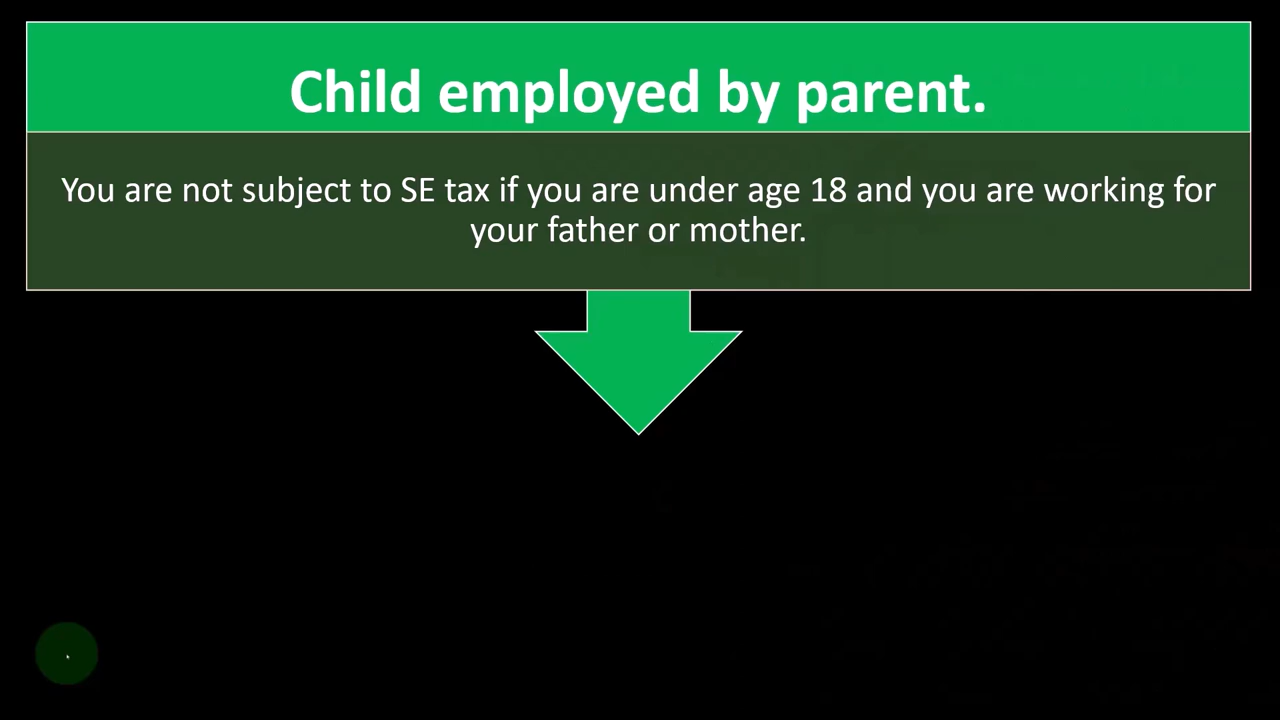 Child employed by parent.
You are not subject to SE tax if you are under age 18 and you are working for
your father or mother.